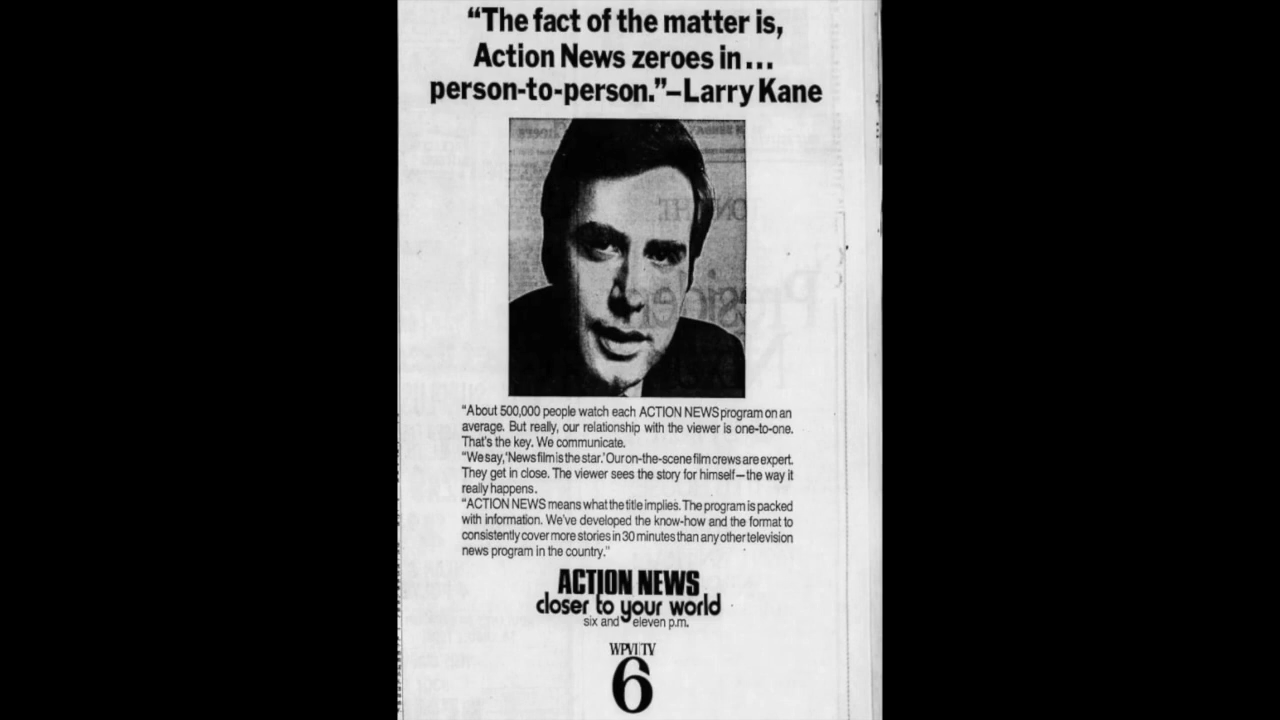 “The fact of the matter is,
Action News zeroes in...
person-to-person.”–Larry Kane
“About 500,000 people watch each ACTION NEWS program on an
average. But really, our relationship with the viewer is one-to-one.
That's the key. We communicate.
“We say, ‘News film is the star.’ Our on-the-scene film crews are expert.
They get in close. The viewer sees the story for himself—the way it
really happens.
“ACTION NEWS means what the title implies. The program is packed
with information. We've developed the know-how and the format to
consistently cover more stories in 30 minutes than any other television
news program in the country.”
ACTION NEWS
closer to your world
six and eleven p.m.
WPVI TV
6